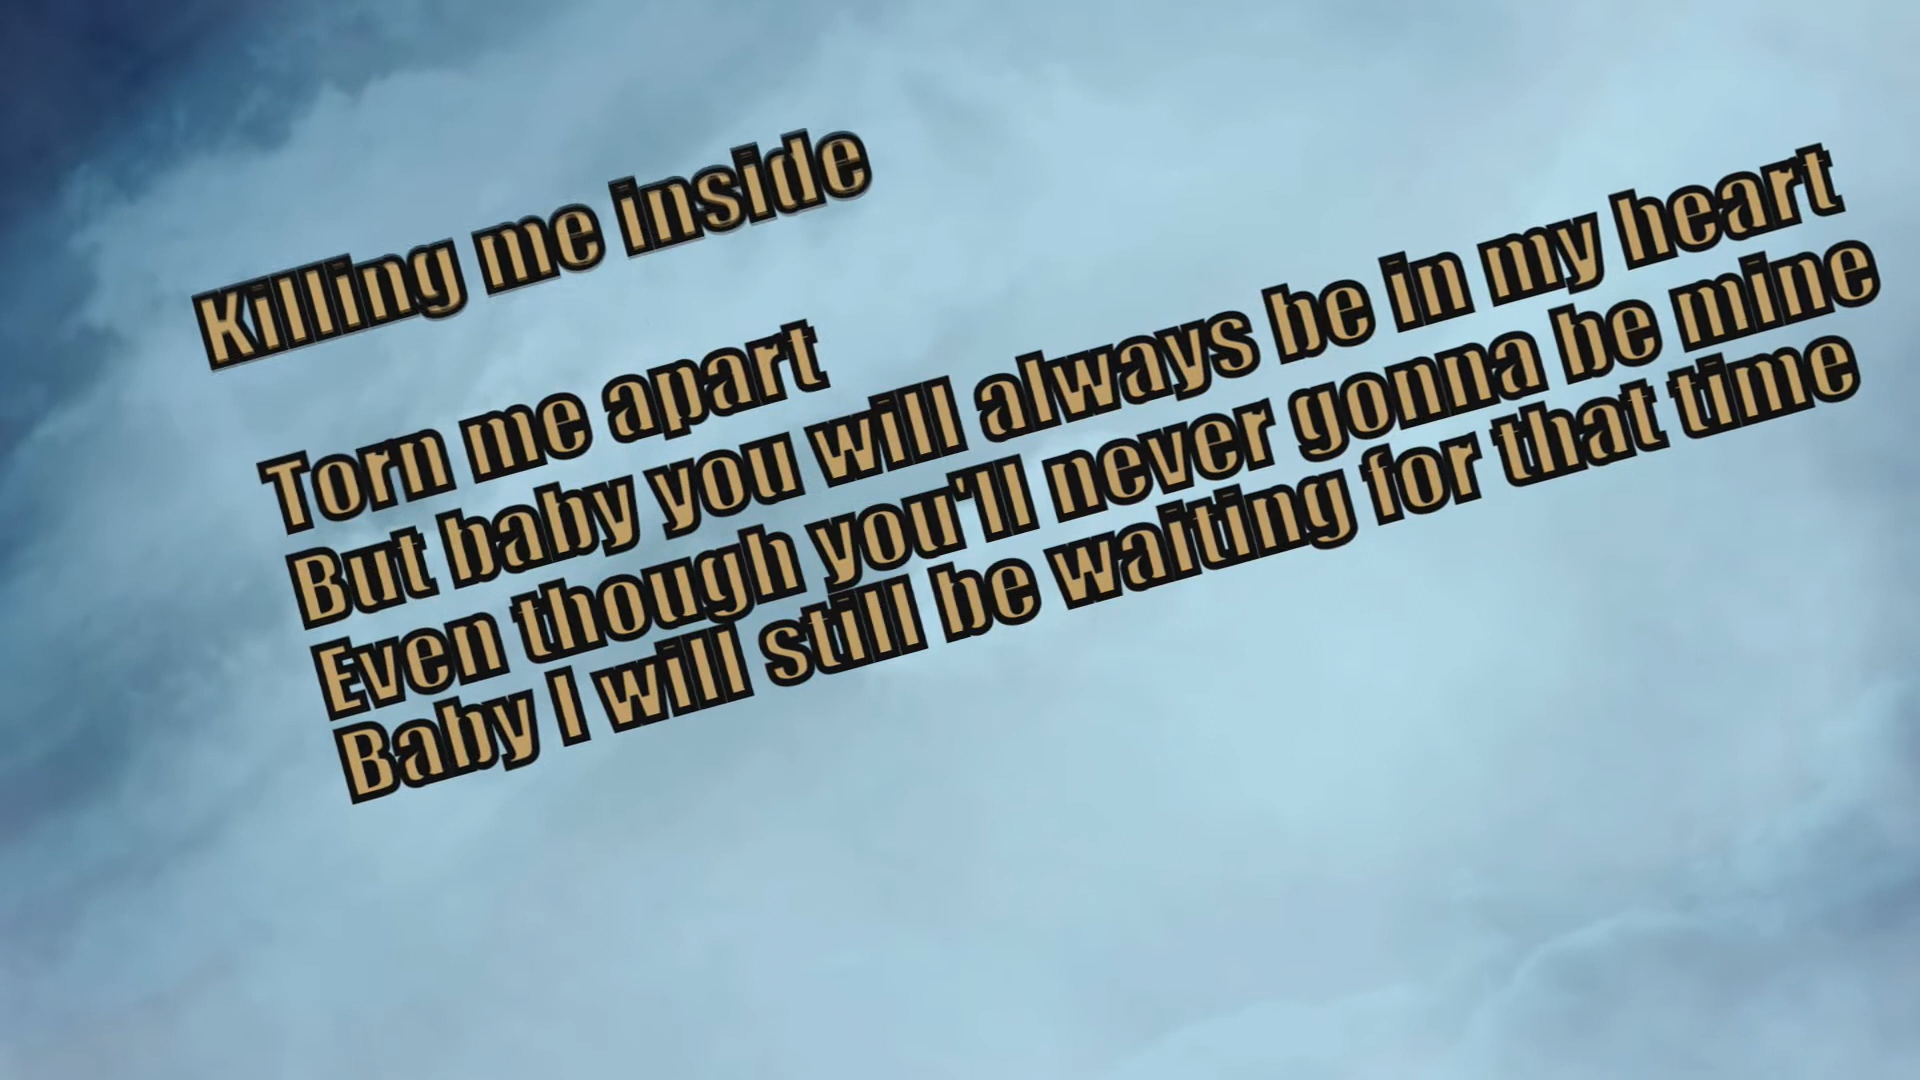 Killing me inside
Torn me apart
But baby you will always be in my heart
Even though you'll never gonna be mine
Baby I will still be waiting for that time